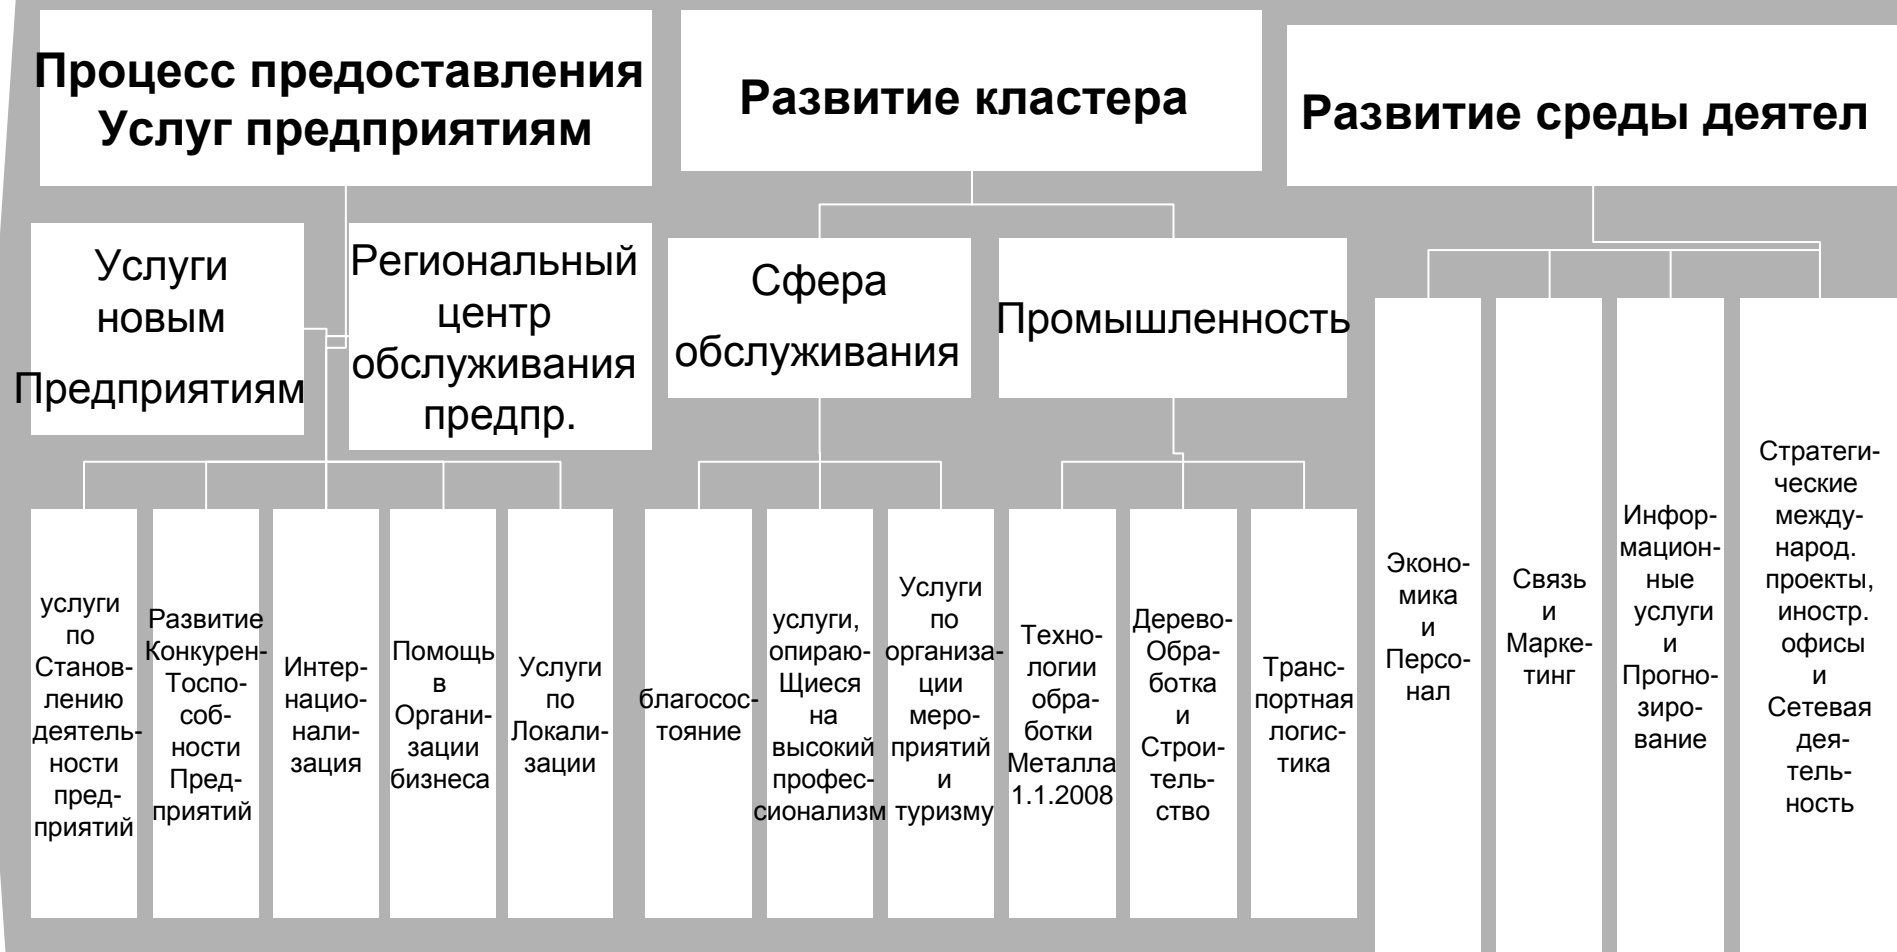 Процесс предоставления
Услуг предприятиям
Развитие кластера
Развитие среды деятел
Услуги
новым
Предприятиям
Региональный
центр
обслуживания
предпр.
Сфера
обслуживания
Промышленность
услуги
по
Станов-
лению
деятель-
ности
пред-
приятий
Развитие
Конкурен-
Тоспо-
соб-
ности
Пред-
приятий
Интер-
нацио-
нали-
зация
Помощь
в
Органи-
зации
бизнеса
Услуги
по
Локали-
зации
благосос-
тояние
услуги,
опираю-
Щиеся
на
высокий
профес-
сионализм
Услуги
по
организа-
ции
меро-
приятий
и
туризму
Техно-
логии
обра-
ботки
Металла
1.1.2008
Дерево-
Обра-
ботка
и
Строи-
тель-
ство
Транс-
портная
логис-
тика
Эконо-
мика
и
Персо-
нал
Связь
и
Марке-
тинг
Инфор-
мацион-
ные
услуги
и
Прогно-
зиро-
вание
Стратеги-
ческие
между-
народ.
проекты,
иностр.
офисы
и
Сетевая
дея-
тель-
ность